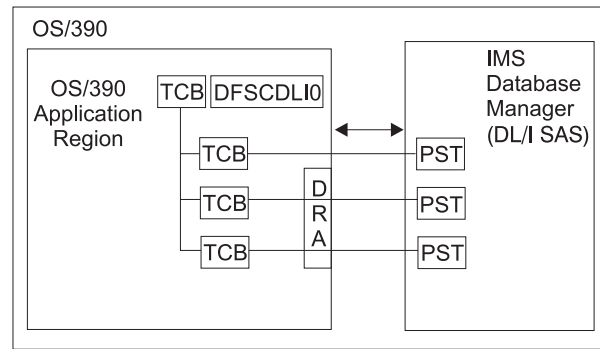 OS/390
OS/390
Application
Region
TCB
DFSCDLI0
TCB
TCB
TCB
D
R
A
IMS
Database
Manager
(DL/I SAS)
PST
PST
PST